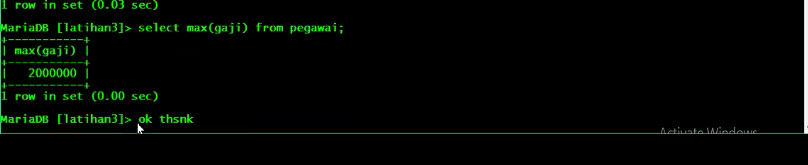 1 row in set (0.03 sec)
MariaDB [latihan3]> select max(gaji) from pegawai;
+-----------+
| max(gaji) |
+-----------+
|   2000000 |
+-----------+
1 row in set (0.00 sec)
MariaDB [latihan3]> ok thsnk
Activate Windows